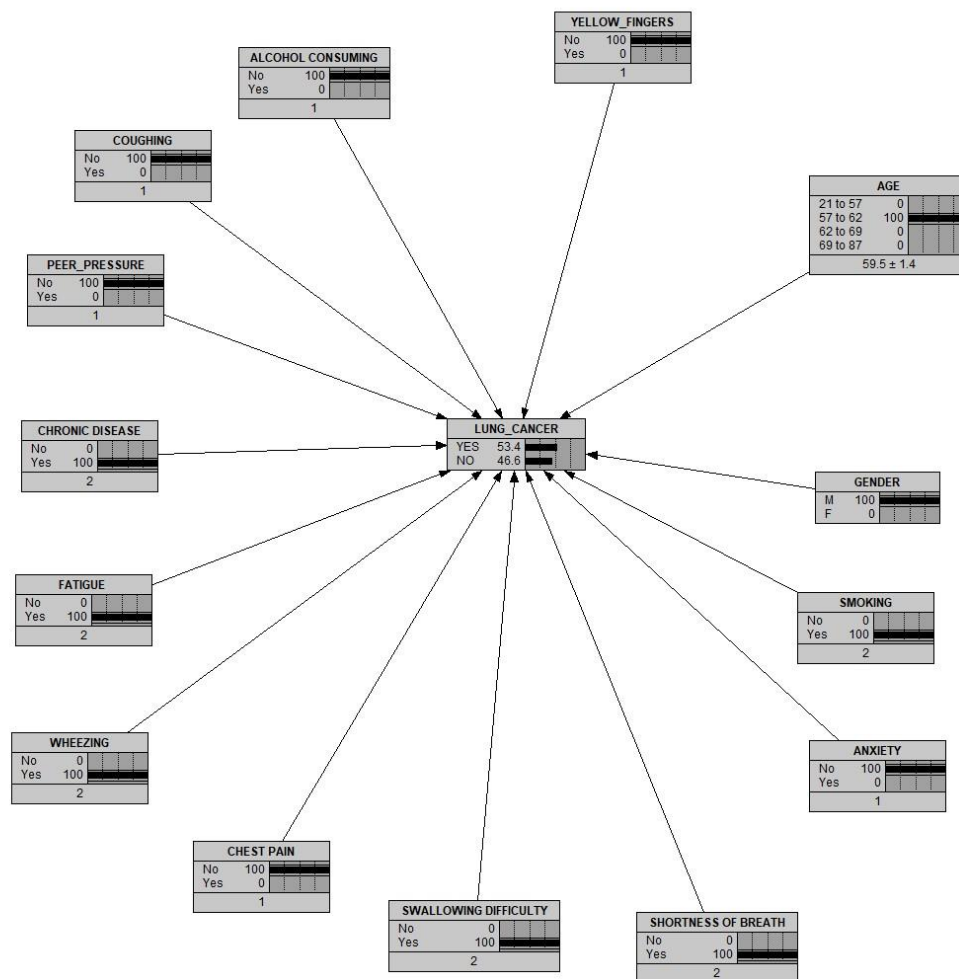 YELLOW_FINGERS
No 100
Yes 0
1
ALCOHOL CONSUMING
No 100
Yes 0
1
COUGHING
No 100
Yes 0
1
AGE
21 to 57 0
57 to 62 100
62 to 69 0
69 to 87 0
59.5 ± 1.4
PEER_PRESSURE
No 100
Yes 0
1
CHRONIC DISEASE
No 0
Yes 100
2
LUNG_CANCER
YES 53.4
NO 46.6
GENDER
M 100
F 0
FATIGUE
No 0
Yes 100
2
SMOKING
No 0
Yes 100
2
WHEEZING
No 0
Yes 100
2
ANXIETY
No 100
Yes 0
1
CHEST PAIN
No 100
Yes 0
1
SWALLOWING DIFFICULTY
No 0
Yes 100
2
SHORTNESS OF BREATH
No 0
Yes 100
2